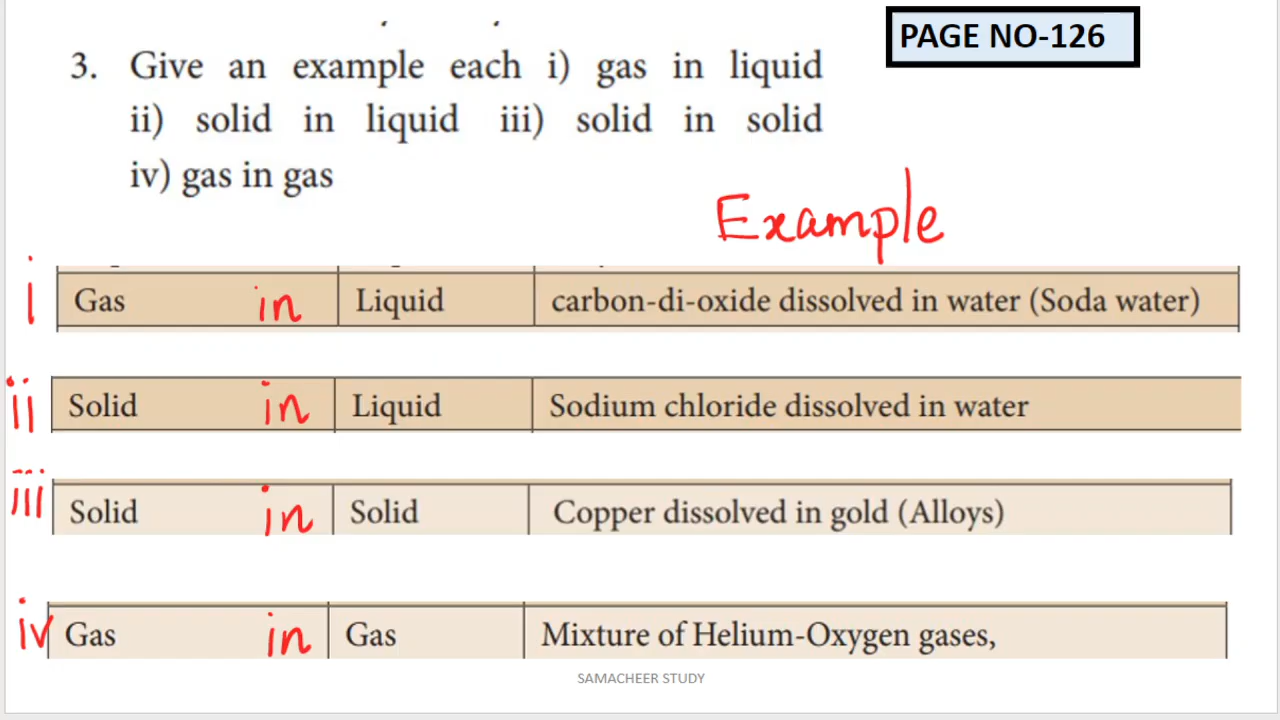 PAGE NO-126
3. Give an example each i) gas in liquid
ii) solid in liquid iii) solid in solid
iv) gas in gas
Example
i Gas in Liquid carbon-di-oxide dissolved in water (Soda water)
ii Solid in Liquid Sodium chloride dissolved in water
iii Solid in Solid Copper dissolved in gold (Alloys)
iv Gas in Gas Mixture of Helium-Oxygen gases,
SAMACHEER STUDY